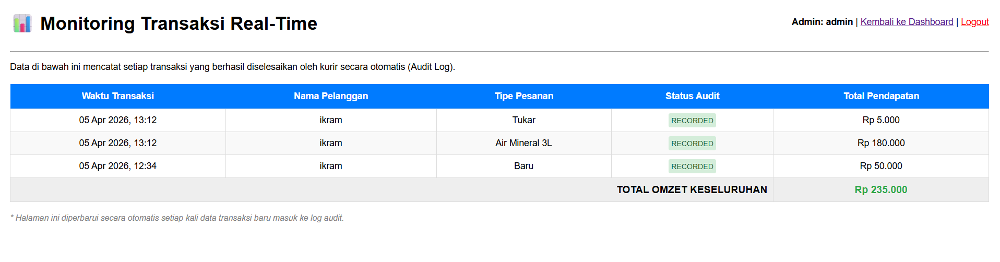 Monitoring Transaksi Real-Time
Admin: admin | Kembali ke Dashboard | Logout
Data di bawah ini mencatat setiap transaksi yang berhasil diselesaikan oleh kurir secara otomatis (Audit Log).
Waktu Transaksi Nama Pelanggan Tipe Pesanan Status Audit Total Pendapatan
05 Apr 2026, 13:12 ikram Tukar RECORDED Rp 5.000
05 Apr 2026, 13:12 ikram Air Mineral 3L RECORDED Rp 180.000
05 Apr 2026, 12:34 ikram Baru RECORDED Rp 50.000
TOTAL OMZET KESELURUHAN Rp 235.000
* Halaman ini diperbarui secara otomatis setiap kali data transaksi baru masuk ke log audit.